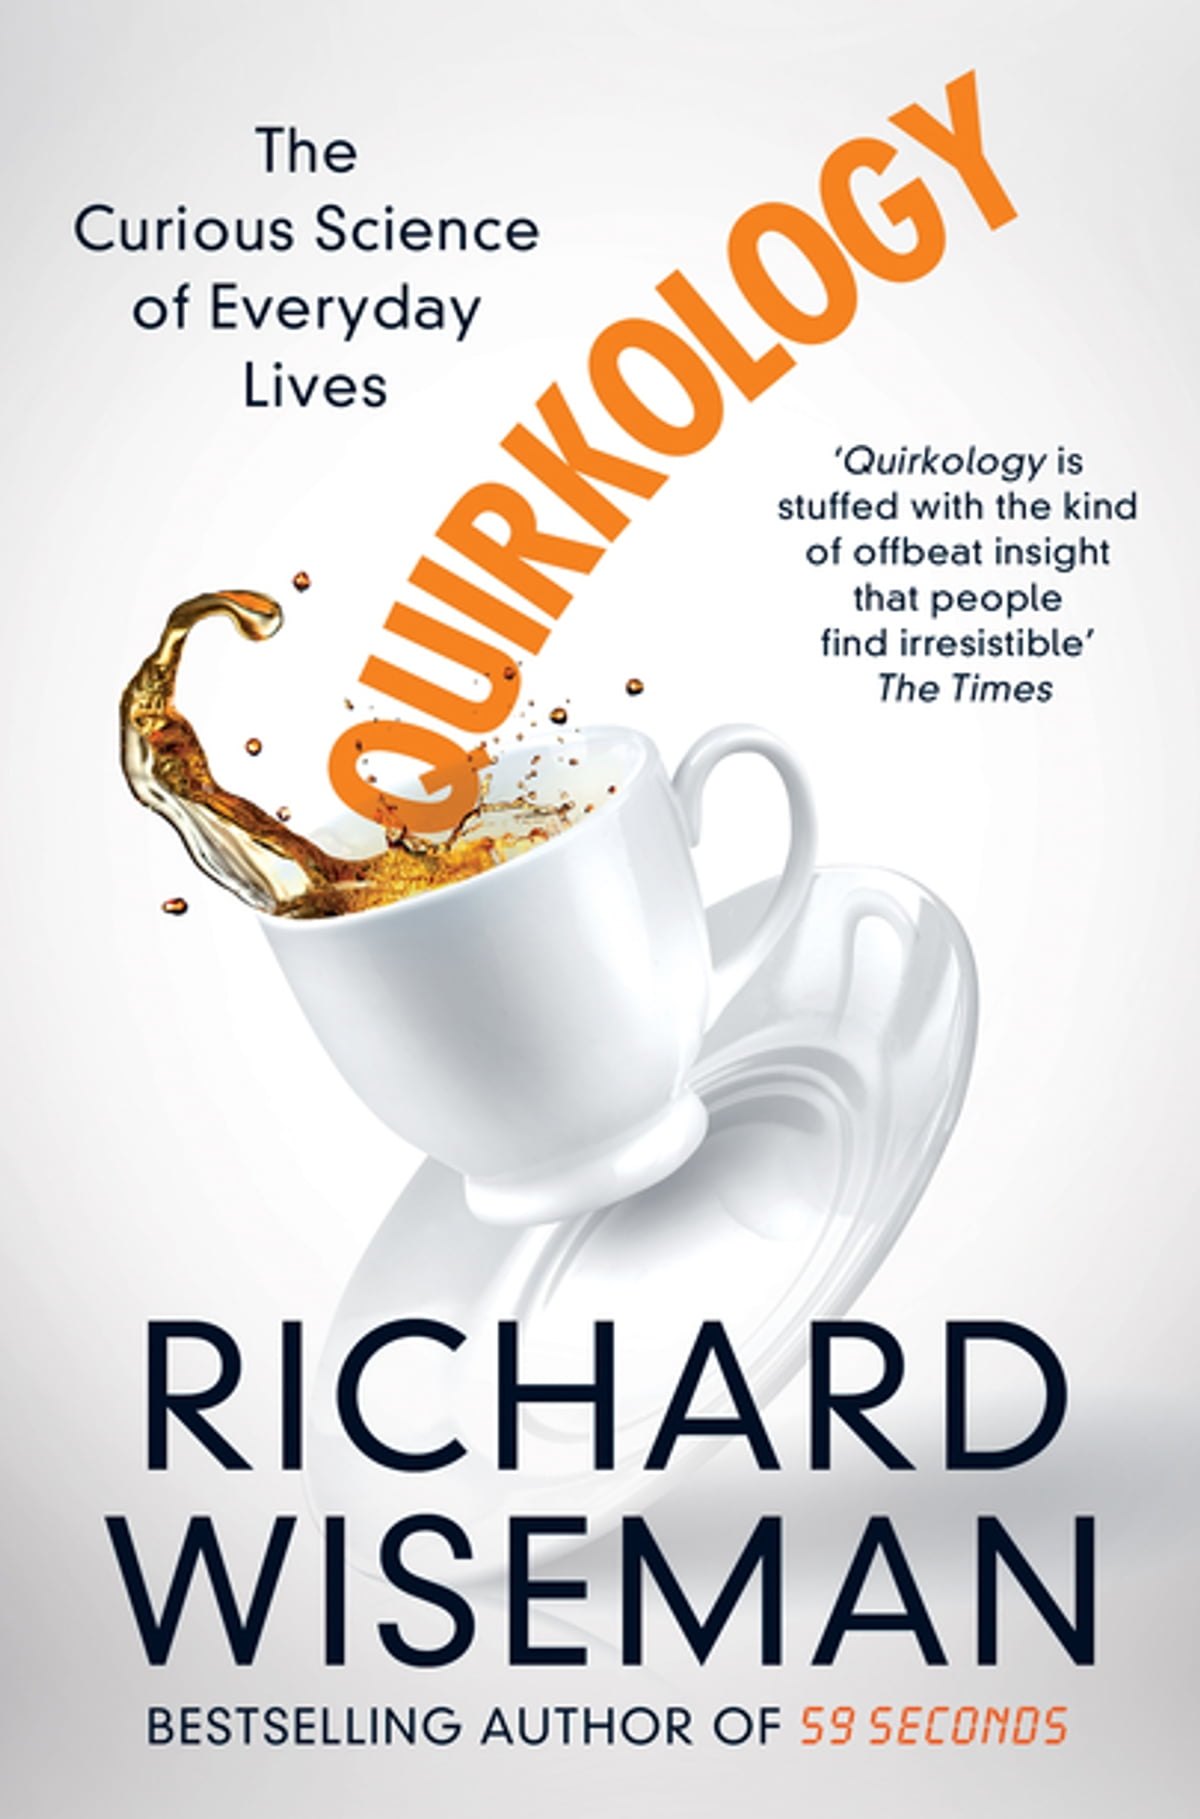 The
Curious Science
of Everyday
Lives
QUIRKOLOGY
‘Quirkology is
stuffed with the kind
of offbeat insight
that people
find irresistible’
The Times
RICHARD
WISEMAN
BESTSELLING AUTHOR OF 59 SECONDS